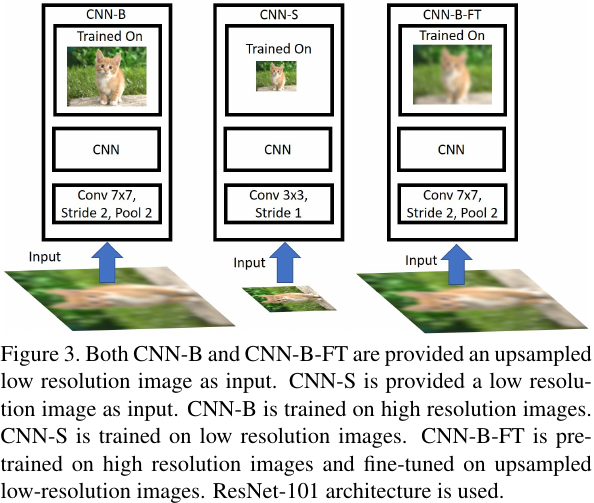 CNN-B
CNN-S
CNN-B-FT
Trained On
Trained On
Trained On
CNN
CNN
CNN
Conv 7x7,
Stride 2, Pool 2
Conv 3x3,
Stride 1
Conv 7x7,
Stride 2, Pool 2
Input
Input
Input
Figure 3. Both CNN-B and CNN-B-FT are provided an upsampled
low resolution image as input. CNN-S is provided a low resolu-
tion image as input. CNN-B is trained on high resolution images.
CNN-S is trained on low resolution images. CNN-B-FT is pre-
trained on high resolution images and fine-tuned on upsampled
low-resolution images. ResNet-101 architecture is used.